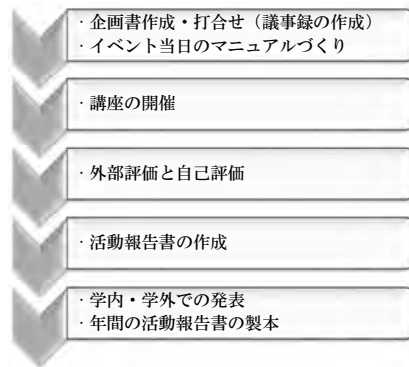 ・企画書作成・打合せ（議事録の作成）
・イベント当日のマニュアルづくり
・講座の開催
・外部評価と自己評価
・活動報告書の作成
・学内・学外での発表
・年間の活動報告書の製本